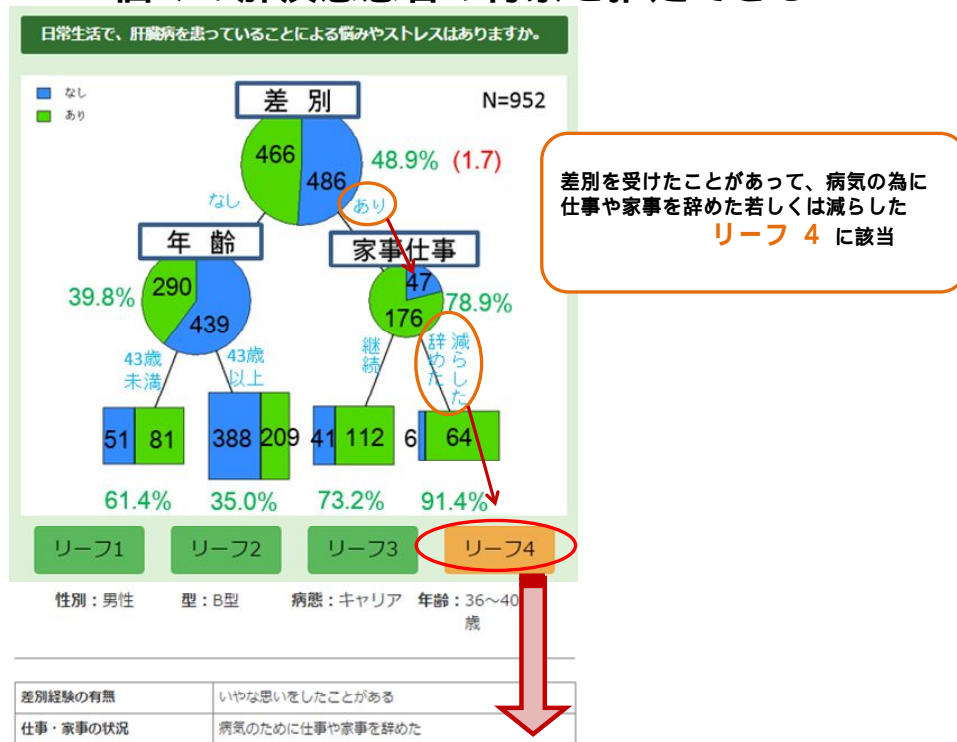 日常生活で、肝臓病を患っていることによる悩みやストレスはありますか。
なし
あり
差 別
N=952
466
486
48.9% (1.7)
なし
あり
年 齢
家事仕事
290
439
39.8%
47
176
78.9%
43歳
未満
43歳
以上
継続
辞めた
減らした
51 81
388 209
41 112
6 64
61.4% 35.0% 73.2% 91.4%
リーフ1 リーフ2 リーフ3 リーフ4
差別を受けたことがあって、病気の為に
仕事や家事を辞めた若しくは減らした
リーフ 4 に該当
性別：男性 型：B型 病態：キャリア 年齢：36～40
歳
差別経験の有無 いやな思いをしたことがある
仕事・家事の状況 病気のために仕事や家事を辞めた